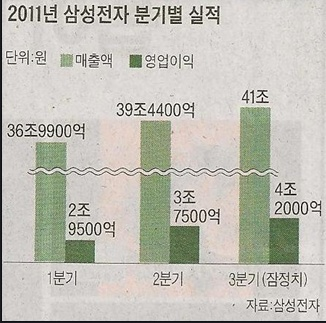 2011년 삼성전자 분기별 실적
단위:원 매출액 영업이익
41조
39조4400억
36조9900억
4조
2000억
3조
7500억
2조
9500억
1분기 2분기 3분기(잠정치)
자료:삼성전자